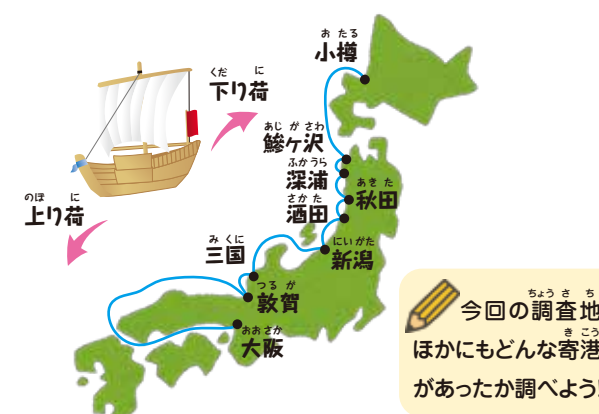 おたる
小樽
くだ に
下り荷
あじ が さわ
鰺ヶ沢
ふかうら
深浦
あきた
秋田
さかた
酒田
のぼ に
上り荷
みくに
三国
にいがた
新潟
つるが
敦賀
おおさか
大阪
ちょうさち
今回の調査地
きこう
ほかにもどんな寄港
があったか調べよう!